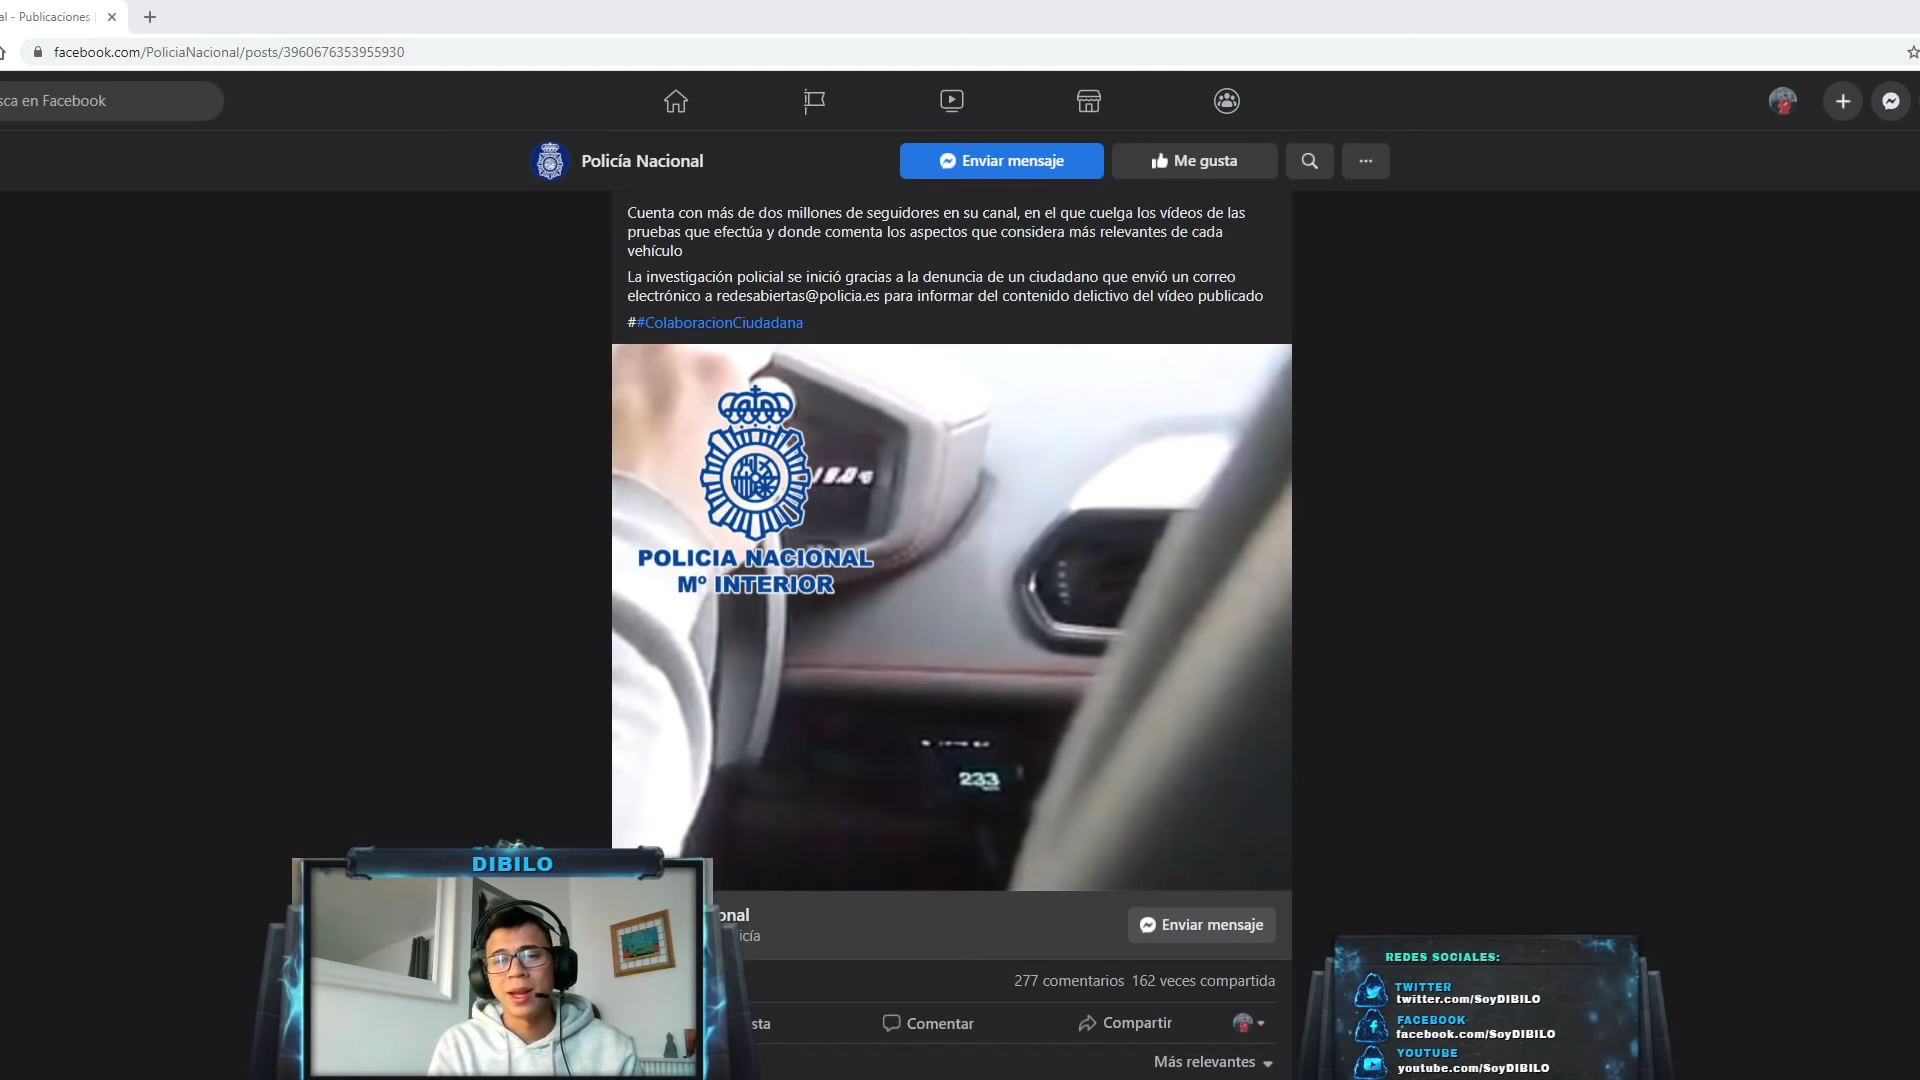 al - Publicaciones |
facebook.com/PoliciaNacional/posts/3960676353955930
sca en Facebook
Policía Nacional
Enviar mensaje
Me gusta
Cuenta con más de dos millones de seguidores en su canal, en el que cuelga los vídeos de las
pruebas que efectúa y donde comenta los aspectos que considera más relevantes de cada
vehículo
La investigación policial se inició gracias a la denuncia de un ciudadano que envió un correo
electrónico a redesabiertas@policia.es para informar del contenido delictivo del vídeo publicado
##ColaboracionCiudadana
POLICIA NACIONAL
Mº INTERIOR
233
DIBILO
onal
icía
Enviar mensaje
277 comentarios 162 veces compartida
sta
Comentar
Compartir
Más relevantes
REDES SOCIALES:
TWITTER
twitter.com/SoyDIBILO
FACEBOOK
facebook.com/SoyDIBILO
YOUTUBE
youtube.com/SoyDIBILO